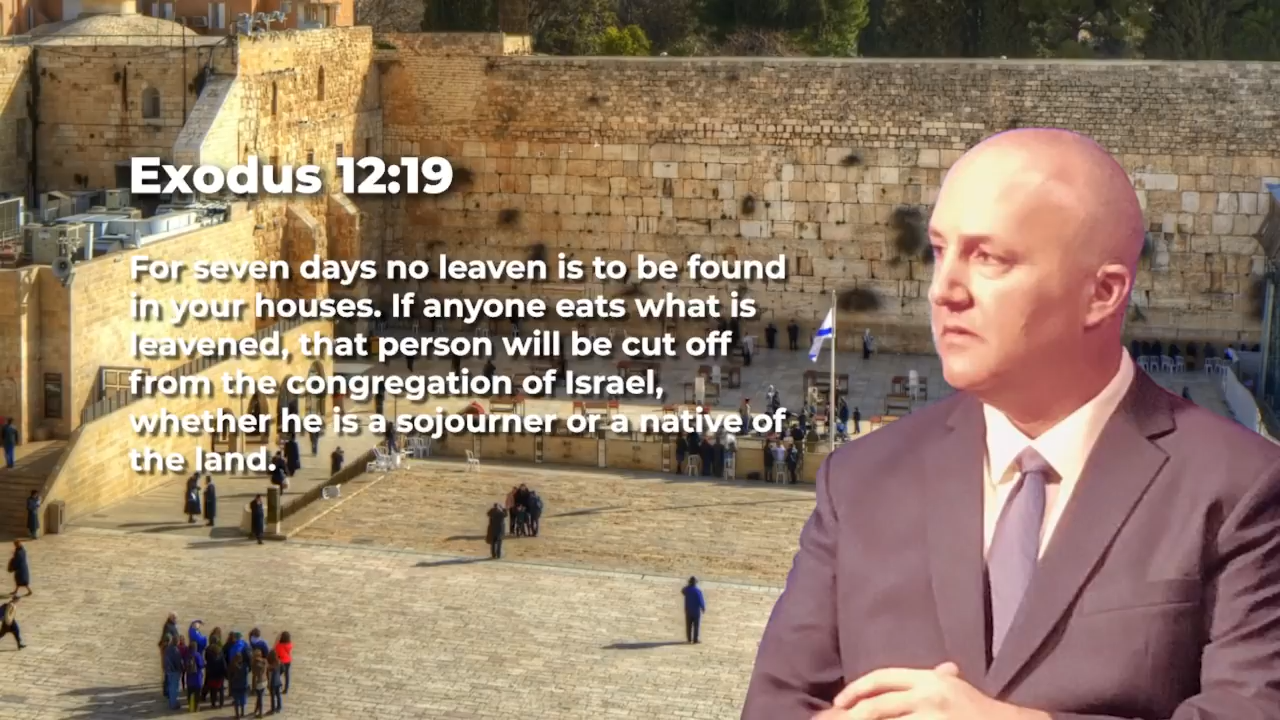 Exodus 12:19
For seven days no leaven is to be found
in your houses. If anyone eats what is
leavened, that person will be cut off
from the congregation of Israel,
whether he is a sojourner or a native of
the land.